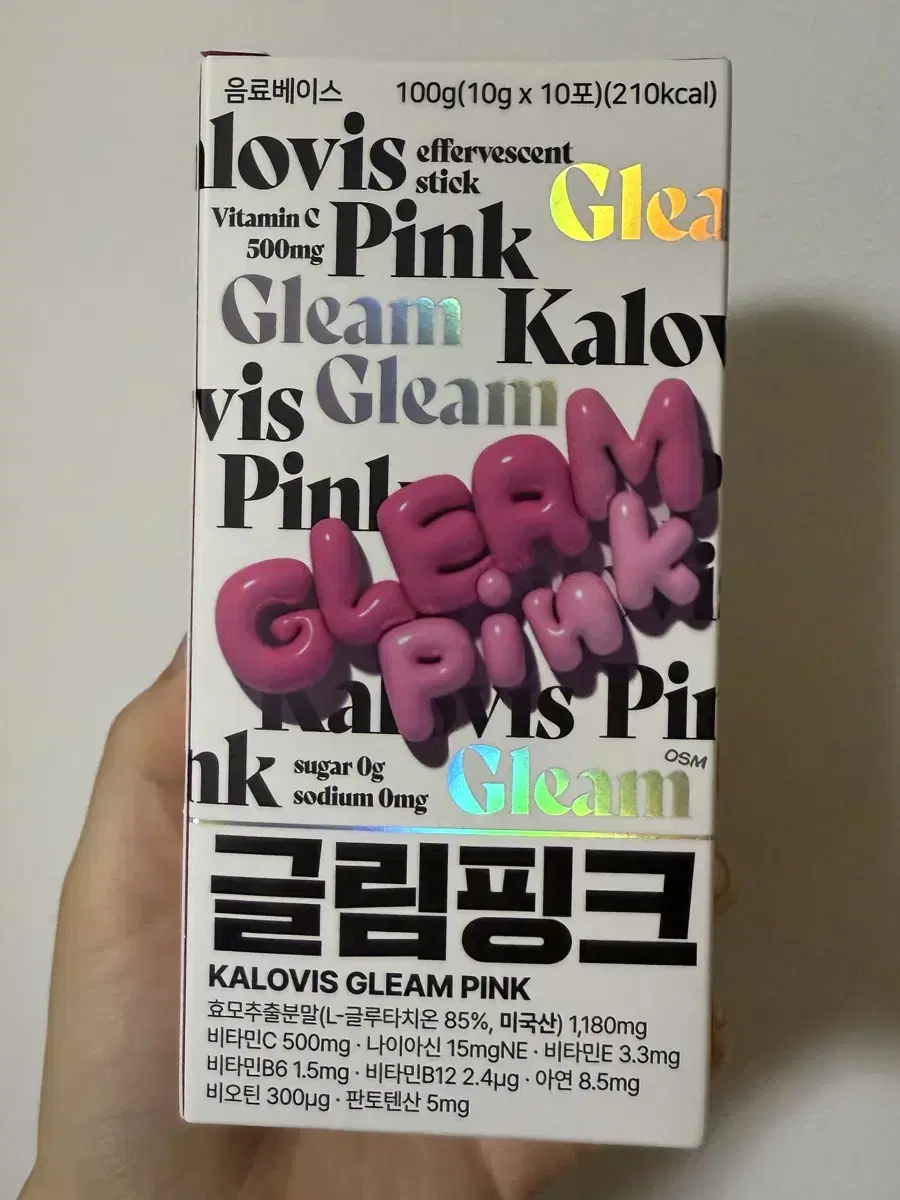 음료베이스 100g(10g x 10포)(210kcal)
lovis effervescent
stick
Glea
Vitamin C
500mg
Pink
Gleam Kalov
vis Gleam
Pink
GLEAM
Pink
Kalovis Pin
nk sugar 0g
sodium 0mg
Gleam
OSM
글림핑크
KALOVIS GLEAM PINK
효모추출분말(L-글루타치온 85%, 미국산) 1,180mg
비타민C 500mg · 나이아신 15mgNE · 비타민E 3.3mg
비타민B6 1.5mg · 비타민B12 2.4μg · 아연 8.5mg
비오틴 300μg · 판토텐산 5mg